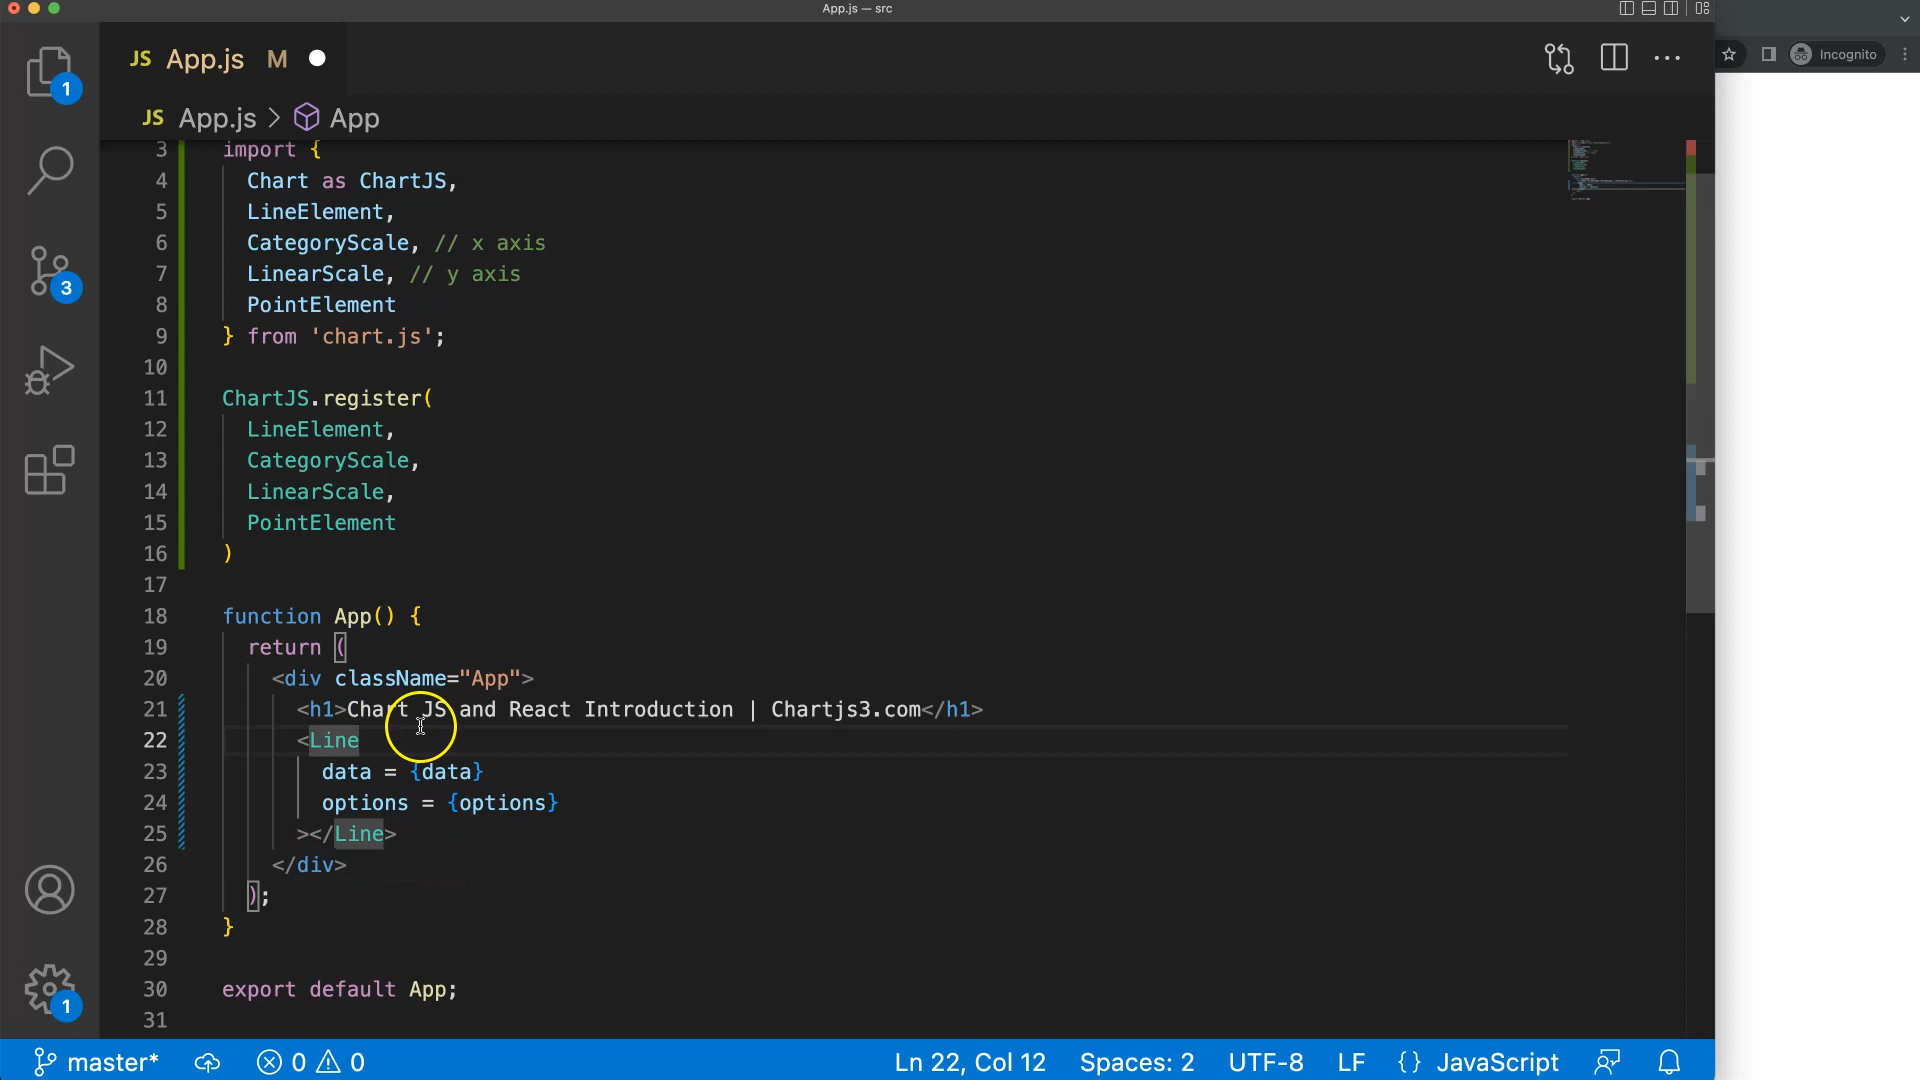 App.js — src
JS App.js M
Incognito
JS App.js > App
3 import {
4 Chart as ChartJS,
5 LineElement,
6 CategoryScale, // x axis
7 LinearScale, // y axis
8 PointElement
9 } from 'chart.js';
10
11 ChartJS.register(
12 LineElement,
13 CategoryScale,
14 LinearScale,
15 PointElement
16 )
17
18 function App() {
19 return (
20 <div className="App">
21 <h1>Chart JS and React Introduction | Chartjs3.com</h1>
22 <Line
23 data = {data}
24 options = {options}
25 ></Line>
26 </div>
27 );
28 }
29
30 export default App;
31
1
3
1
master* 0 0 Ln 22, Col 12 Spaces: 2 UTF-8 LF {} JavaScript